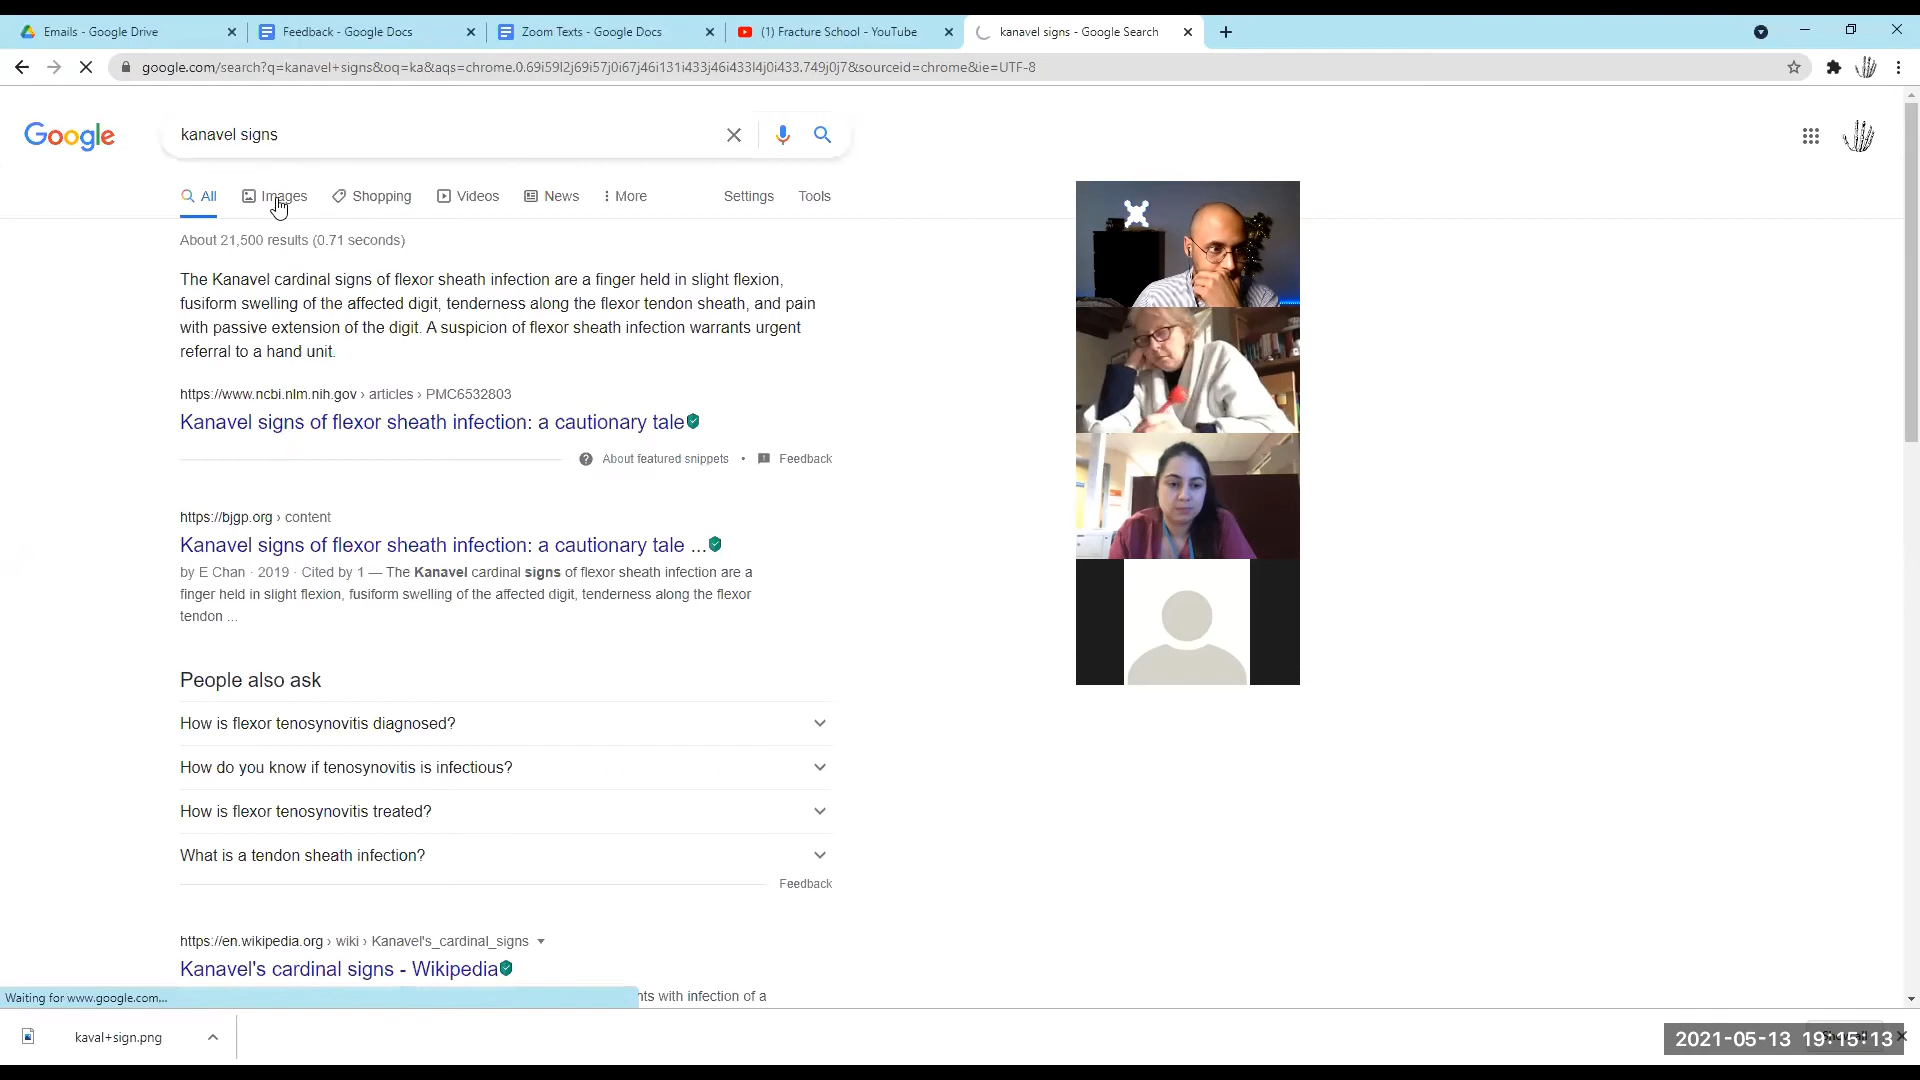 Emails - Google Drive
Feedback - Google Docs
Zoom Texts - Google Docs
(1) Fracture School - YouTube
kanavel signs - Google Search
google.com/search?q=kanavel+signs&oq=ka&aqs=chrome.0.69i59l2j69i57j0i67j46i131i433j46i433l4j0i433.749j0j7&sourceid=chrome&ie=UTF-8
Google
kanavel signs
All
Images
Shopping
Videos
News
More
Settings
Tools
About 21,500 results (0.71 seconds)
The Kanavel cardinal signs of flexor sheath infection are a finger held in slight flexion,
fusiform swelling of the affected digit, tenderness along the flexor tendon sheath, and pain
with passive extension of the digit. A suspicion of flexor sheath infection warrants urgent
referral to a hand unit.
https://www.ncbi.nlm.nih.gov › articles › PMC6532803
Kanavel signs of flexor sheath infection: a cautionary tale
About featured snippets • Feedback
https://bjgp.org › content
Kanavel signs of flexor sheath infection: a cautionary tale ...
by E Chan · 2019 · Cited by 1 — The Kanavel cardinal signs of flexor sheath infection are a
finger held in slight flexion, fusiform swelling of the affected digit, tenderness along the flexor
tendon ...
People also ask
How is flexor tenosynovitis diagnosed?
How do you know if tenosynovitis is infectious?
How is flexor tenosynovitis treated?
What is a tendon sheath infection?
Feedback
https://en.wikipedia.org › wiki › Kanavel's_cardinal_signs
Kanavel's cardinal signs - Wikipedia
Waiting for www.google.com...
nts with infection of a
kaval+sign.png
2021-05-13 19:15:13